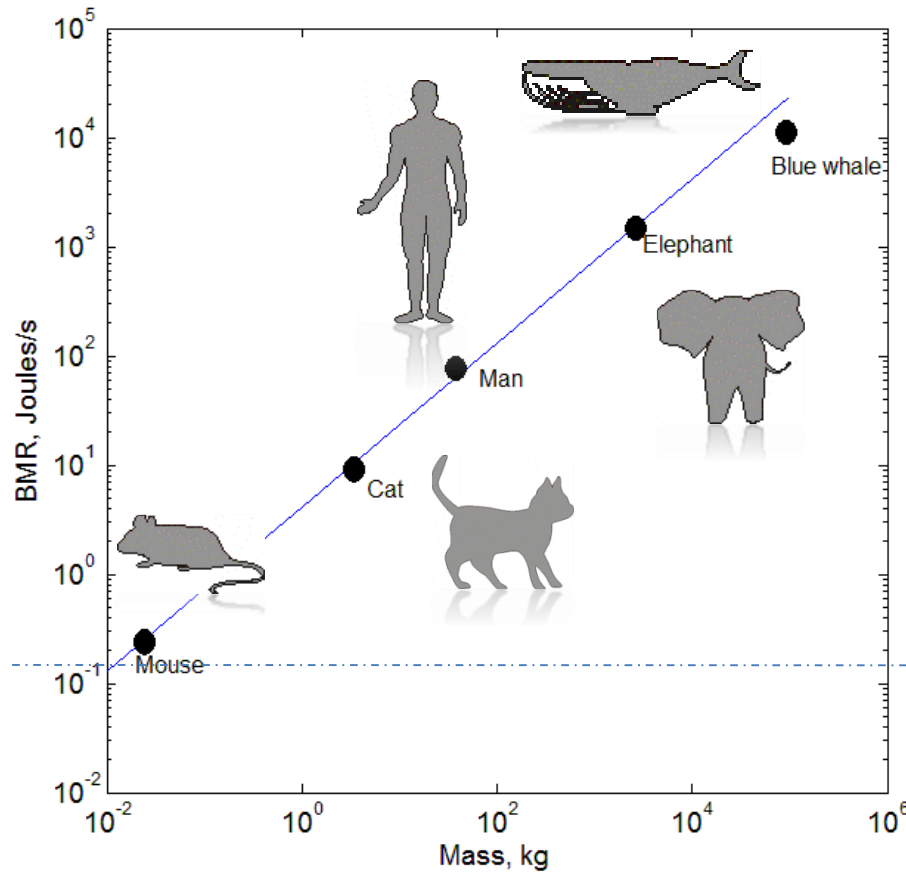 10^5
10^4
10^3
10^2
10^1
10^0
10^-1
10^-2
BMR, Joules/s
Blue whale
Elephant
Man
Cat
Mouse
10^-2
10^0
10^2
10^4
10^6
Mass, kg